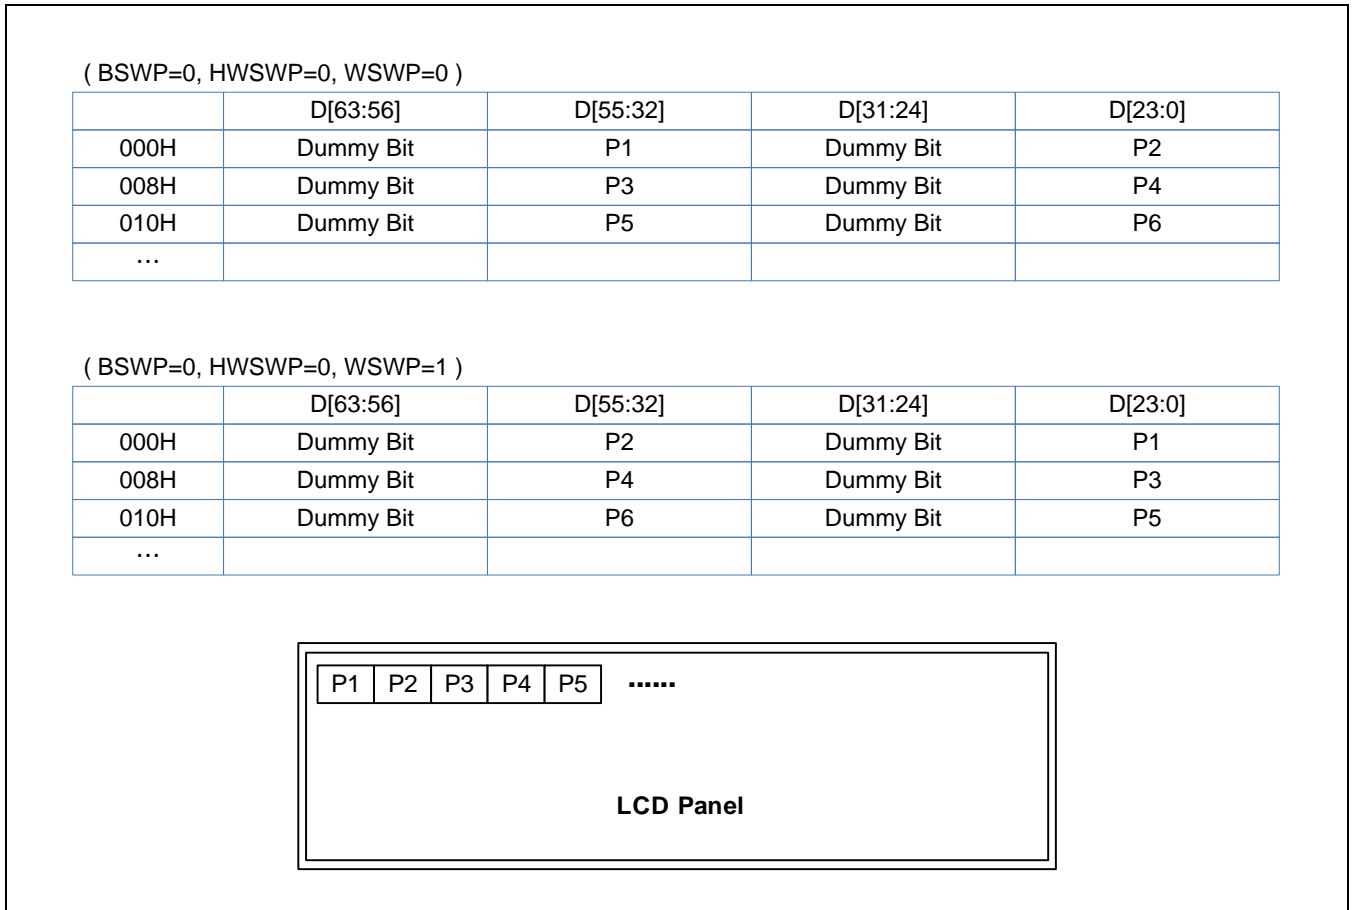 ( BSWP=0, HWSWP=0, WSWP=0 )
D[63:56] D[55:32] D[31:24] D[23:0]
000H Dummy Bit P1 Dummy Bit P2
008H Dummy Bit P3 Dummy Bit P4
010H Dummy Bit P5 Dummy Bit P6
…
( BSWP=0, HWSWP=0, WSWP=1 )
D[63:56] D[55:32] D[31:24] D[23:0]
000H Dummy Bit P2 Dummy Bit P1
008H Dummy Bit P4 Dummy Bit P3
010H Dummy Bit P6 Dummy Bit P5
…
P1 P2 P3 P4 P5 ......
LCD Panel